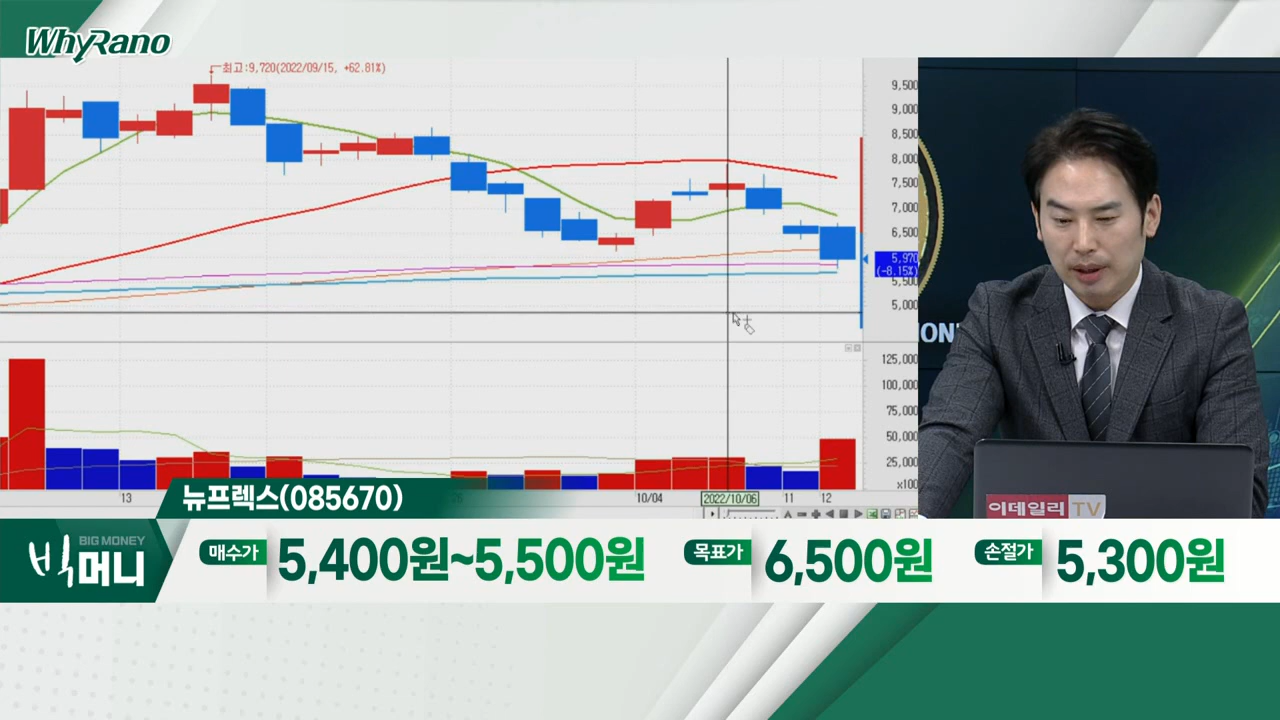 WhyRano
최고:9,720(2022/09/15, +62.81%)
9,500
9,000
8,500
8,000
7,500
7,000
6,500
5,970
(-8.15%)
5,500
5,000
125,000
100,000
75,000
50,000
25,000
x100
13
10/04
2022/10/06
11
12
이데일리 TV
뉴프렉스(085670)
BIG MONEY
빅머니
매수가
5,400원~5,500원
목표가
6,500원
손절가
5,300원